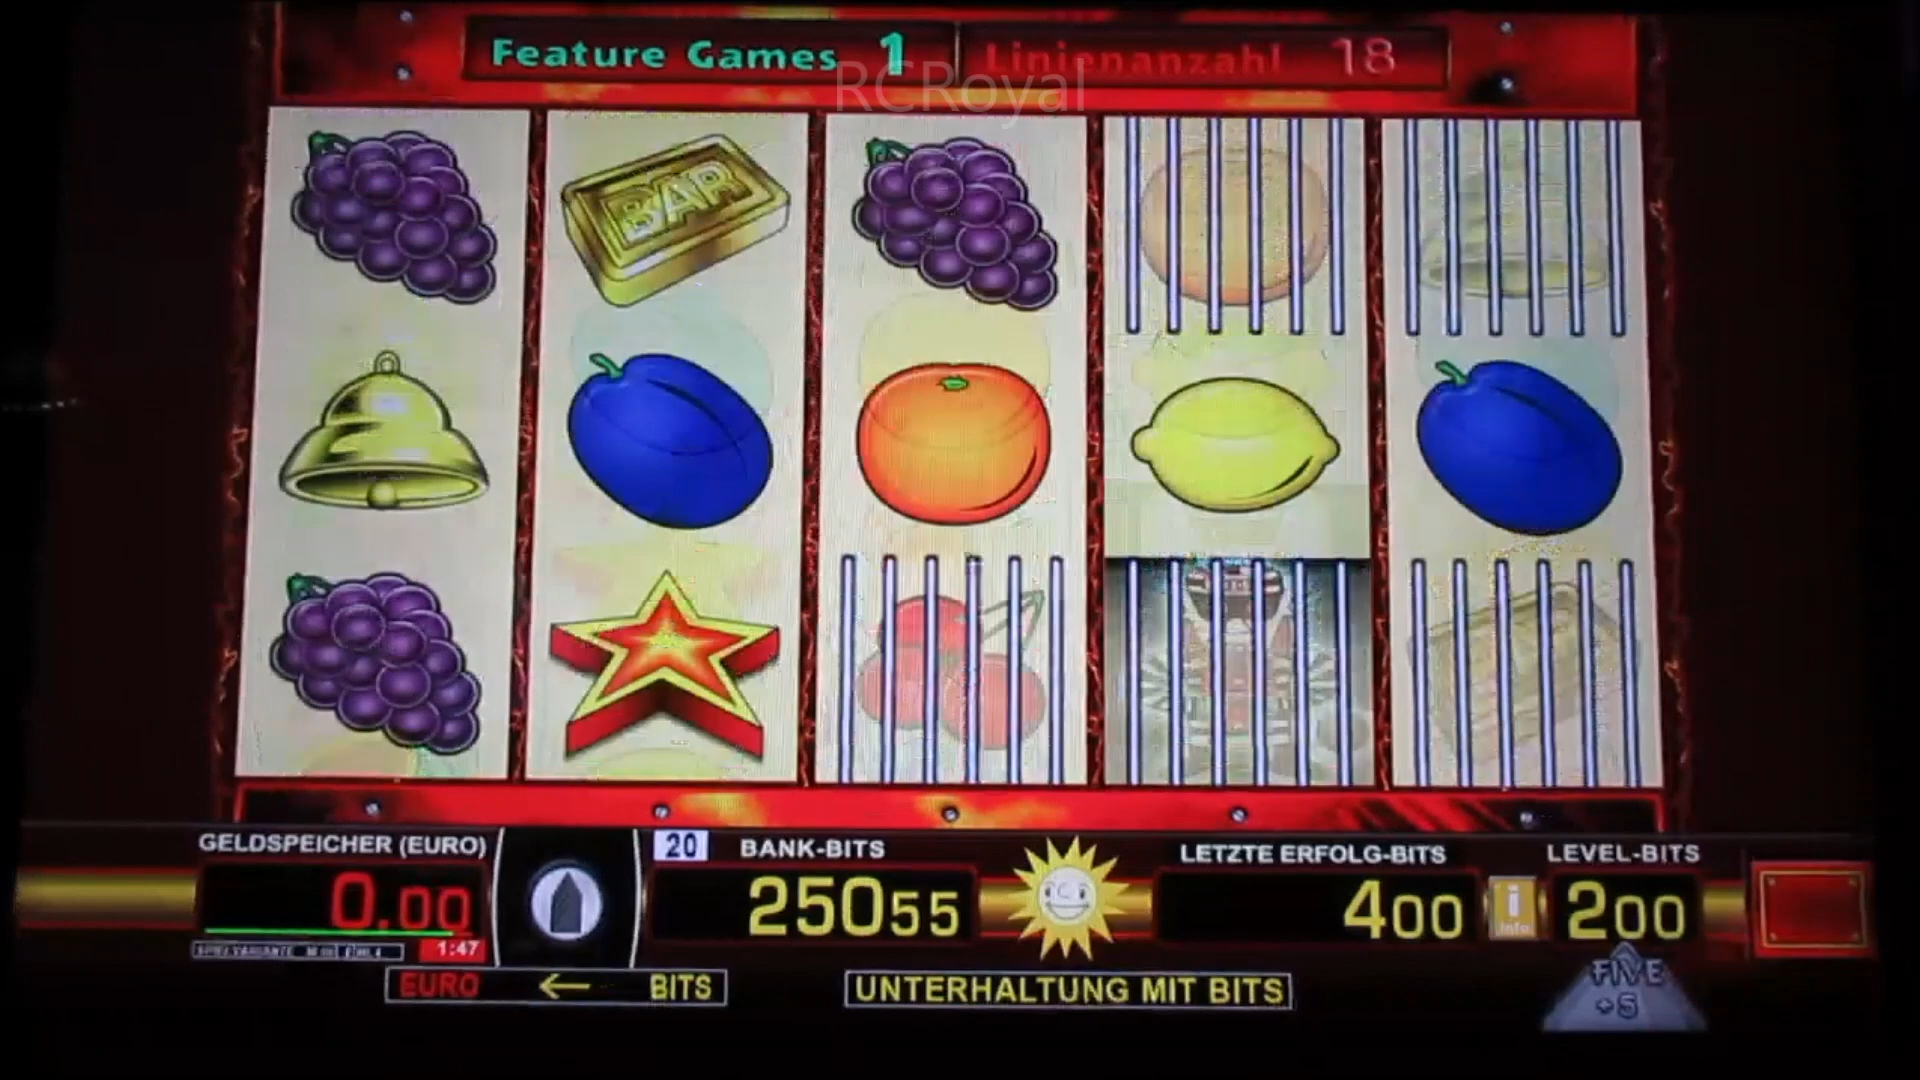 Feature Games 1 Linienanzahl 18
RCRoyal
BAR
GELDSPEICHER (EURO) 20 BANK-BITS LETZTE ERFOLG-BITS LEVEL-BITS
0.00 25055 400 i info 200
1:47
EURO ← BITS UNTERHALTUNG MIT BITS FIVE
+5